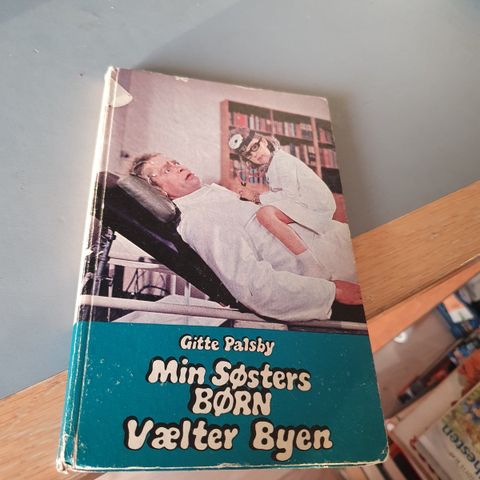 Gitte Palsby
Min Søsters
BØRN
Vælter Byen